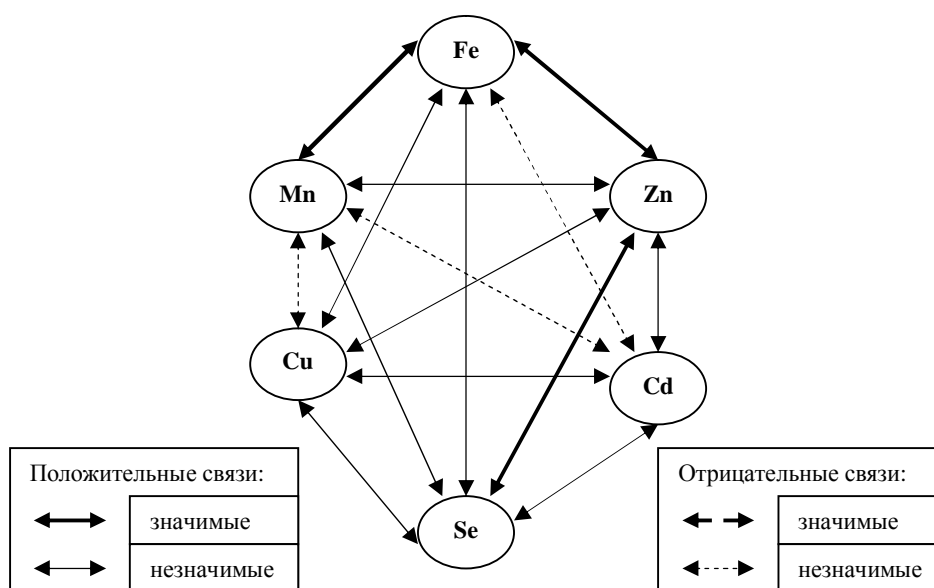 Fe
Mn
Zn
Cu
Cd
Se
Положительные связи:
значимые
незначимые
Отрицательные связи:
значимые
незначимые